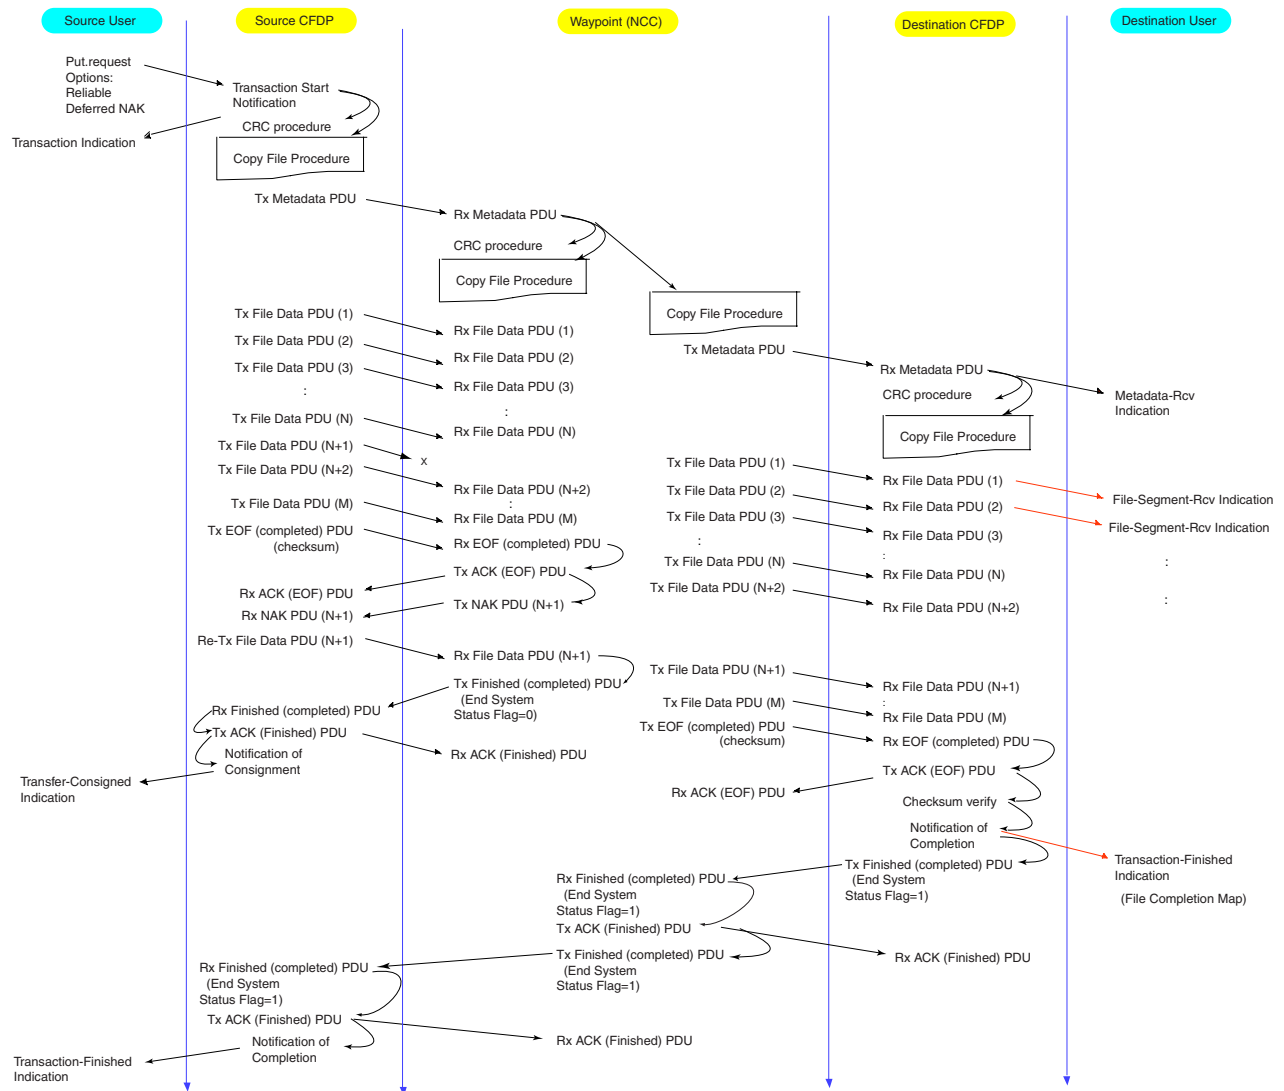 Source User
Source CFDP
Waypoint (NCC)
Destination CFDP
Destination User
Put.request
Options:
Reliable
Deferred NAK
Transaction Start
Notification
CRC procedure
Transaction Indication
Copy File Procedure
Tx Metadata PDU
Rx Metadata PDU
CRC procedure
Copy File Procedure
Copy File Procedure
Tx File Data PDU (1)
Rx File Data PDU (1)
Tx File Data PDU (2)
Rx File Data PDU (2)
Tx File Data PDU (3)
Rx File Data PDU (3)
:
:
Tx Metadata PDU
Rx Metadata PDU
CRC procedure
Metadata-Rcv
Indication
Copy File Procedure
Tx File Data PDU (N)
Rx File Data PDU (N)
Tx File Data PDU (N+1)
x
Tx File Data PDU (N+2)
Rx File Data PDU (N+2)
:
Tx File Data PDU (M)
Rx File Data PDU (M)
Tx EOF (completed) PDU
(checksum)
Rx EOF (completed) PDU
Tx ACK (EOF) PDU
Rx ACK (EOF) PDU
Tx NAK PDU (N+1)
Rx NAK PDU (N+1)
Re-Tx File Data PDU (N+1)
Rx File Data PDU (N+1)
Tx File Data PDU (1)
Rx File Data PDU (1)
File-Segment-Rcv Indication
Tx File Data PDU (2)
Rx File Data PDU (2)
File-Segment-Rcv Indication
Tx File Data PDU (3)
Rx File Data PDU (3)
:
:
:
Tx File Data PDU (N)
Rx File Data PDU (N)
Tx File Data PDU (N+2)
Rx File Data PDU (N+2)
:
Tx Finished (completed) PDU
(End System
Status Flag=0)
Rx Finished (completed) PDU
Tx ACK (Finished) PDU
Rx ACK (Finished) PDU
Notification of
Consignment
Transfer-Consigned
Indication
Tx File Data PDU (N+1)
Rx File Data PDU (N+1)
:
Tx File Data PDU (M)
Rx File Data PDU (M)
Tx EOF (completed) PDU
(checksum)
Rx EOF (completed) PDU
Tx ACK (EOF) PDU
Rx ACK (EOF) PDU
Checksum verify
Notification of
Completion
Transaction-Finished
Indication
(File Completion Map)
Tx Finished (completed) PDU
(End System
Status Flag=1)
Rx Finished (completed) PDU
(End System
Status Flag=1)
Tx ACK (Finished) PDU
Rx ACK (Finished) PDU
Tx Finished (completed) PDU
(End System
Status Flag=1)
Rx Finished (completed) PDU
(End System
Status Flag=1)
Tx ACK (Finished) PDU
Rx ACK (Finished) PDU
Notification of
Completion
Transaction-Finished
Indication